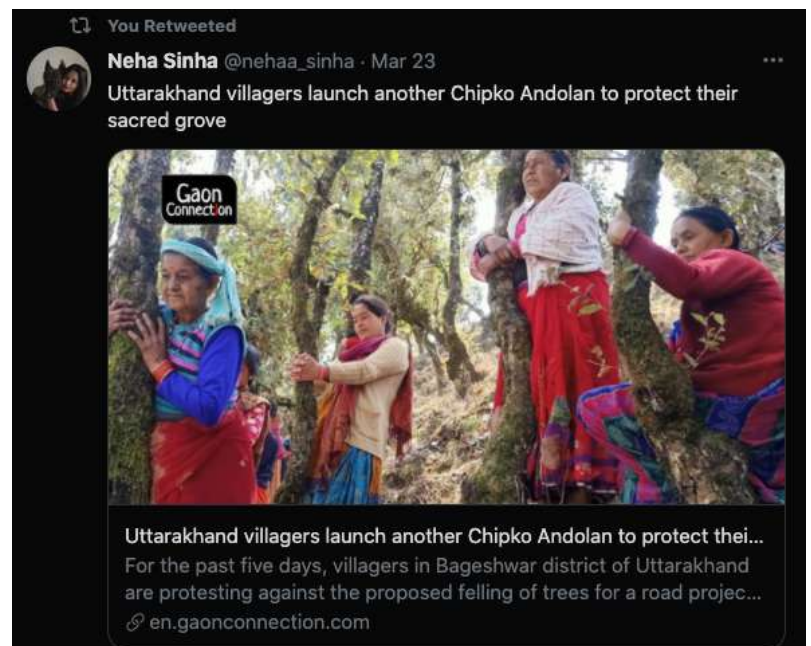 You Retweeted
Neha Sinha @nehaa_sinha · Mar 23
Uttarakhand villagers launch another Chipko Andolan to protect their
sacred grove
Gaon
Connection
Uttarakhand villagers launch another Chipko Andolan to protect thei...
For the past five days, villagers in Bageshwar district of Uttarakhand
are protesting against the proposed felling of trees for a road projec...
en.gaonconnection.com